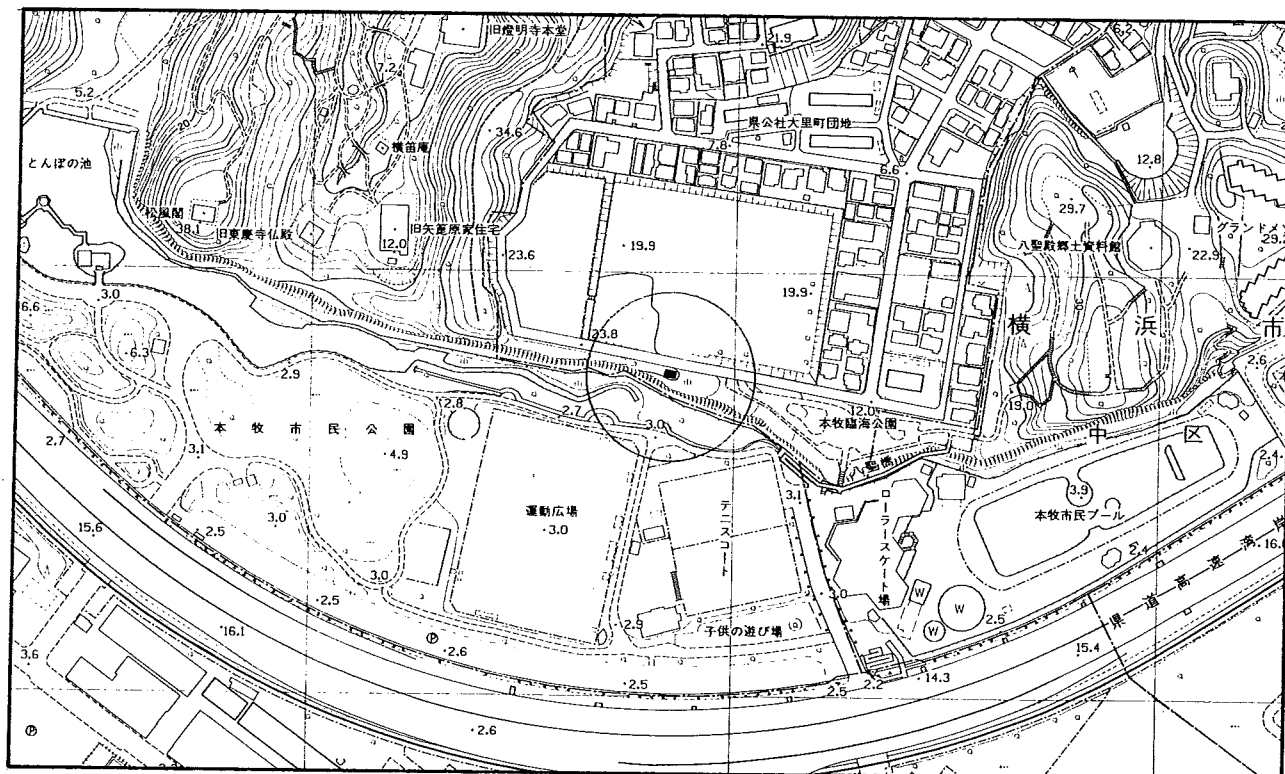 旧燈明寺本堂
21.9
6.2
7.2
5.2
20
34.6
県公社大里町団地
7.8
横笛庵
6.6
とんぼの池
12.8
松風閣
38.1
旧東慶寺仏殿
12.0
旧矢箆原家住宅
19.9
29.7
グランドメ
八聖殿郷土資料館
23.6
22.9
3.0
19.9
6.6
23.8
横浜市
6.3
2.9
2.6
19.0
2.8
2.7
12.0
3.0
本牧臨海公園
中区
本牧市民公園
2.7
3.1
4.9
八聖橋
2.4
3.1
3.9
運動広場
3.0
テニスコート
ローラースケート場
本牧市民プール
15.6
2.5
3.0
2.4
16.0
県道高速湾岸
3.0
2.5
3.0
W
W
W
2.5
16.1
2.9
子供の遊び場
3.6
P
2.6
15.4
2.5
2.5
2.2
14.3
P
2.6